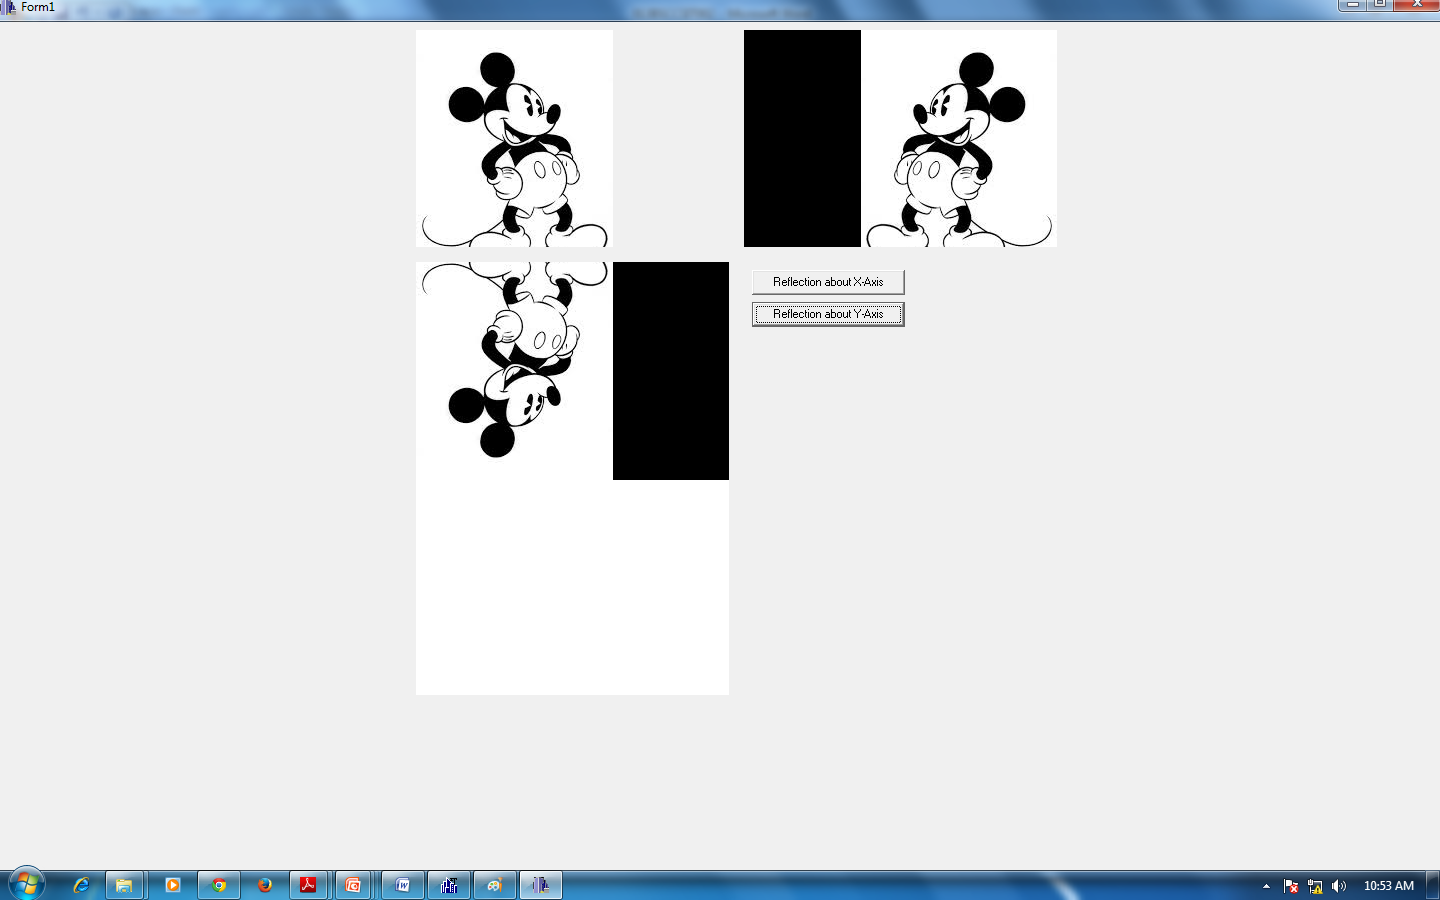 Form1
Reflection about X-Axis
Reflection about Y-Axis
10:53 AM